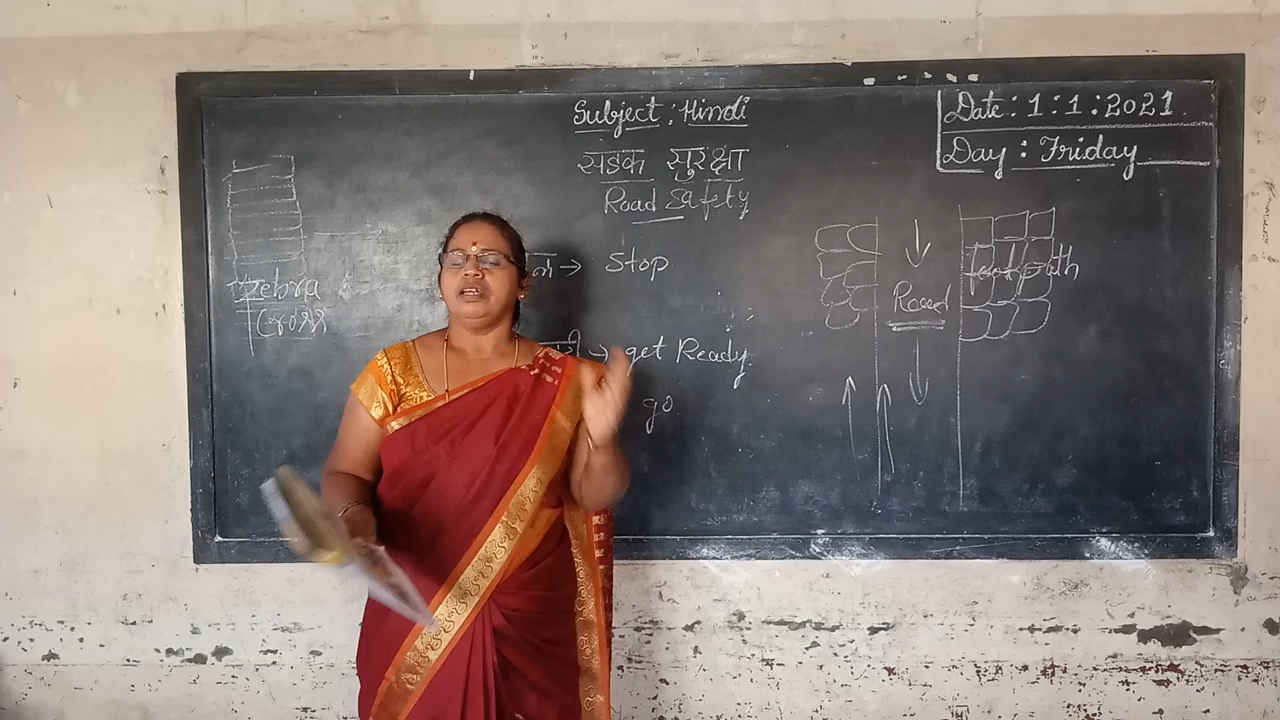 Subject : Hindi
Date : 1 : 1 : 2021
Day : Friday
सडक सुरक्षा
Road Safety
→ Stop
→ get Ready
go
Zebra
Cross
Road
footpath